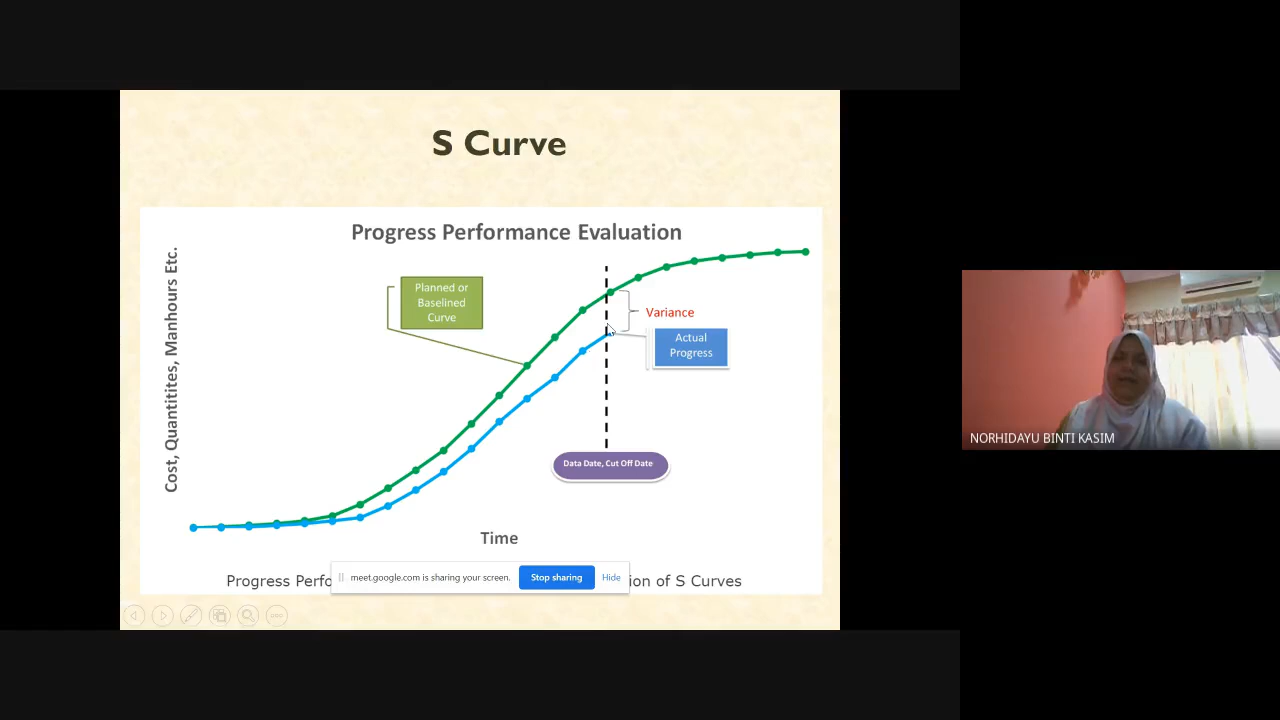 S Curve
Progress Performance Evaluation
Cost, Quantitites, Manhours Etc.
Planned or
Baselined
Curve
Variance
Actual
Progress
Data Date, Cut Off Date
Time
Progress Perfo
ion of S Curves
meet.google.com is sharing your screen.
Stop sharing
Hide
NORHIDAYU BINTI KASIM